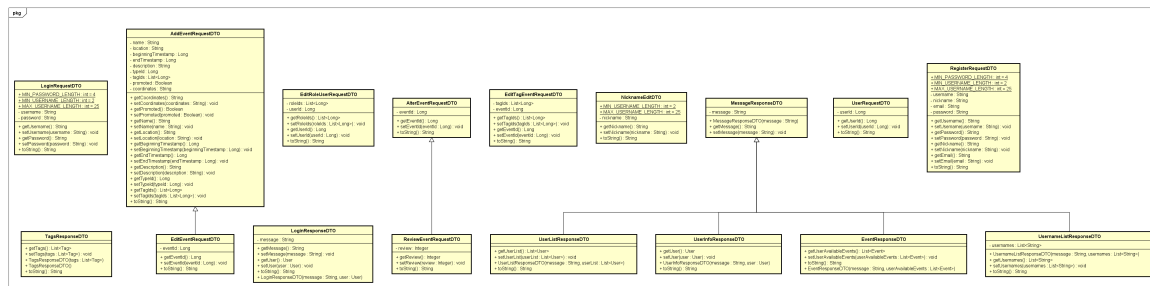 pkg
LoginRequestDTO
+ MIN_PASSWORD_LENGTH : int = 4
+ MIN_USERNAME_LENGTH : int = 2
+ MAX_USERNAME_LENGTH : int = 25
- username : String
- password : String
+ getUsername() : String
+ setUsername(username : String) : void
+ getPassword() : String
+ setPassword(password : String) : void
+ toString() : String
AddEventRequestDTO
- name : String
- location : String
- beginningTimestamp : Long
- endTimestamp : Long
- description : String
- typeId : Long
- tagIds : List<Long>
- promoted : Boolean
- coordinates : String
+ getCoordinates() : String
+ setCoordinates(coordinates : String) : void
+ getPromoted() : Boolean
+ setPromoted(promoted : Boolean) : void
+ getName() : String
+ setName(name : String) : void
+ getLocation() : String
+ setLocation(location : String) : void
+ getBeginningTimestamp() : Long
+ setBeginningTimestamp(beginningTimestamp : Long) : void
+ getEndTimestamp() : Long
+ setEndTimestamp(endTimestamp : Long) : void
+ getDescription() : String
+ setDescription(description : String) : void
+ getTypeId() : Long
+ setTypeId(typeId : Long) : void
+ getTagIds() : List<Long>
+ setTagIds(tagIds : List<Long>) : void
+ toString() : String
EditRoleUserRequestDTO
- roleIds : List<Long>
- userId : Long
+ getRoleIds() : List<Long>
+ setRoleIds(roleIds : List<Long>) : void
+ getUserId() : Long
+ setUserId(userId : Long) : void
+ toString() : String
AlterEventRequestDTO
- eventId : Long
+ getEventId() : Long
+ setEventId(eventId : Long) : void
+ toString() : String
EditTagEventRequestDTO
- tagIds : List<Long>
- eventId : Long
+ getTagIds() : List<Long>
+ setTagIds(tagIds : List<Long>) : void
+ getEventId() : Long
+ setEventId(eventId : Long) : void
+ toString() : String
NicknameEditDTO
+ MIN_USERNAME_LENGTH : int = 2
+ MAX_USERNAME_LENGTH : int = 25
- nickname : String
+ getNickname() : String
+ setNickname(nickname : String) : void
+ toString() : String
MessageResponseDTO
- message : String
+ MessageResponseDTO(message : String)
+ getMessage() : String
+ setMessage(message : String) : void
+ toString() : String
UserRequestDTO
- userId : Long
+ getUserId() : Long
+ setUserId(userId : Long) : void
+ toString() : String
RegisterRequestDTO
+ MIN_PASSWORD_LENGTH : int = 4
+ MIN_USERNAME_LENGTH : int = 2
+ MAX_USERNAME_LENGTH : int = 25
- username : String
- nickname : String
- email : String
- password : String
+ getUsername() : String
+ setUsername(username : String) : void
+ getPassword() : String
+ setPassword(password : String) : void
+ getNickname() : String
+ setNickname(nickname : String) : void
+ getEmail() : String
+ setEmail(email : String) : void
+ toString() : String
TagsResponseDTO
+ getTags() : List<Tag>
+ setTags(tags : List<Tag>) : void
+ TagsResponseDTO(tags : List<Tag>)
+ TagsResponseDTO()
+ toString() : String
EditEventRequestDTO
- eventId : Long
+ getEventId() : Long
+ setEventId(eventId : Long) : void
+ toString() : String
LoginResponseDTO
- message : String
+ getMessage() : String
+ setMessage(message : String) : void
+ getUser() : User
+ setUser(user : User) : void
+ toString() : String
+ LoginResponseDTO(message : String, user : User)
ReviewEventRequestDTO
- review : Integer
+ getReview() : Integer
+ setReview(review : Integer) : void
+ toString() : String
UserListResponseDTO
+ getUserList() : List<User>
+ setUserList(userList : List<User>) : void
+ UserListResponseDTO(message : String, userList : List<User>)
+ toString() : String
UserInfoResponseDTO
+ getUser() : User
+ setUser(user : User) : void
+ UserInfoResponseDTO(message : String, user : User)
+ toString() : String
EventResponseDTO
+ getUserAvailableEvents() : List<Event>
+ setUserAvailableEvents(userAvailableEvents : List<Event>) : void
+ toString() : String
+ EventResponseDTO(message : String, userAvailableEvents : List<Event>)
UsernameListResponseDTO
- usernames : List<String>
+ UsernamesListResponseDTO(message : String, usernames : List<String>)
+ getUsernames() : List<String>
+ setUsernames(usernames : List<String>) : void
+ toString() : String